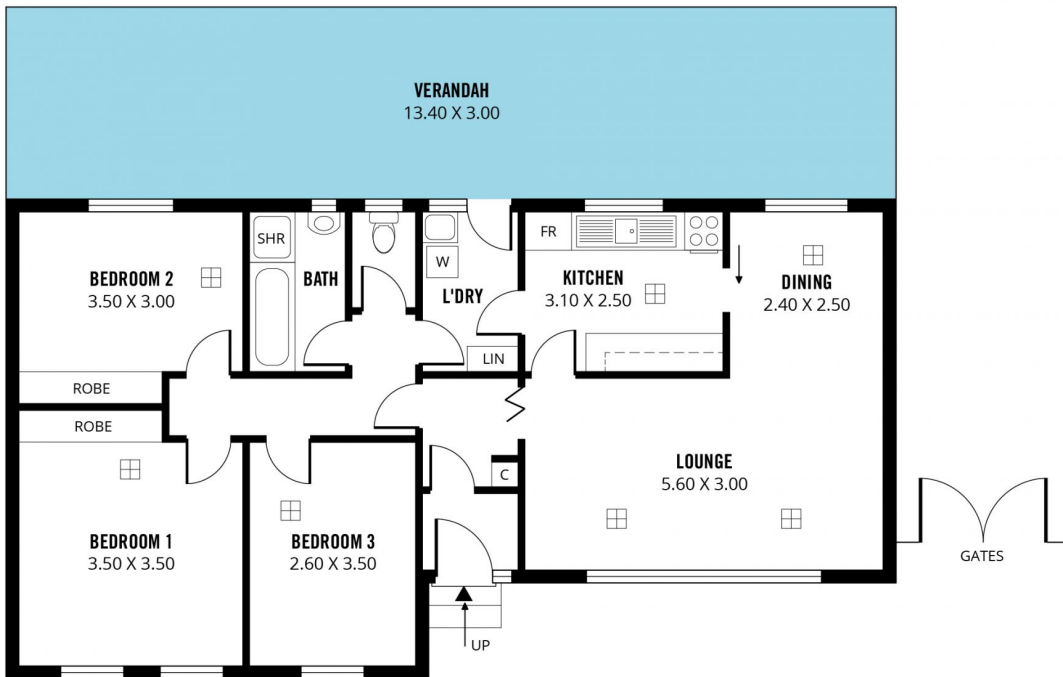 VERANDAH
13.40 X 3.00
SHR
BATH
W
L'DRY
LIN
FR
KITCHEN
3.10 X 2.50
DINING
2.40 X 2.50
BEDROOM 2
3.50 X 3.00
ROBE
ROBE
C
LOUNGE
5.60 X 3.00
BEDROOM 1
3.50 X 3.50
BEDROOM 3
2.60 X 3.50
GATES
UP